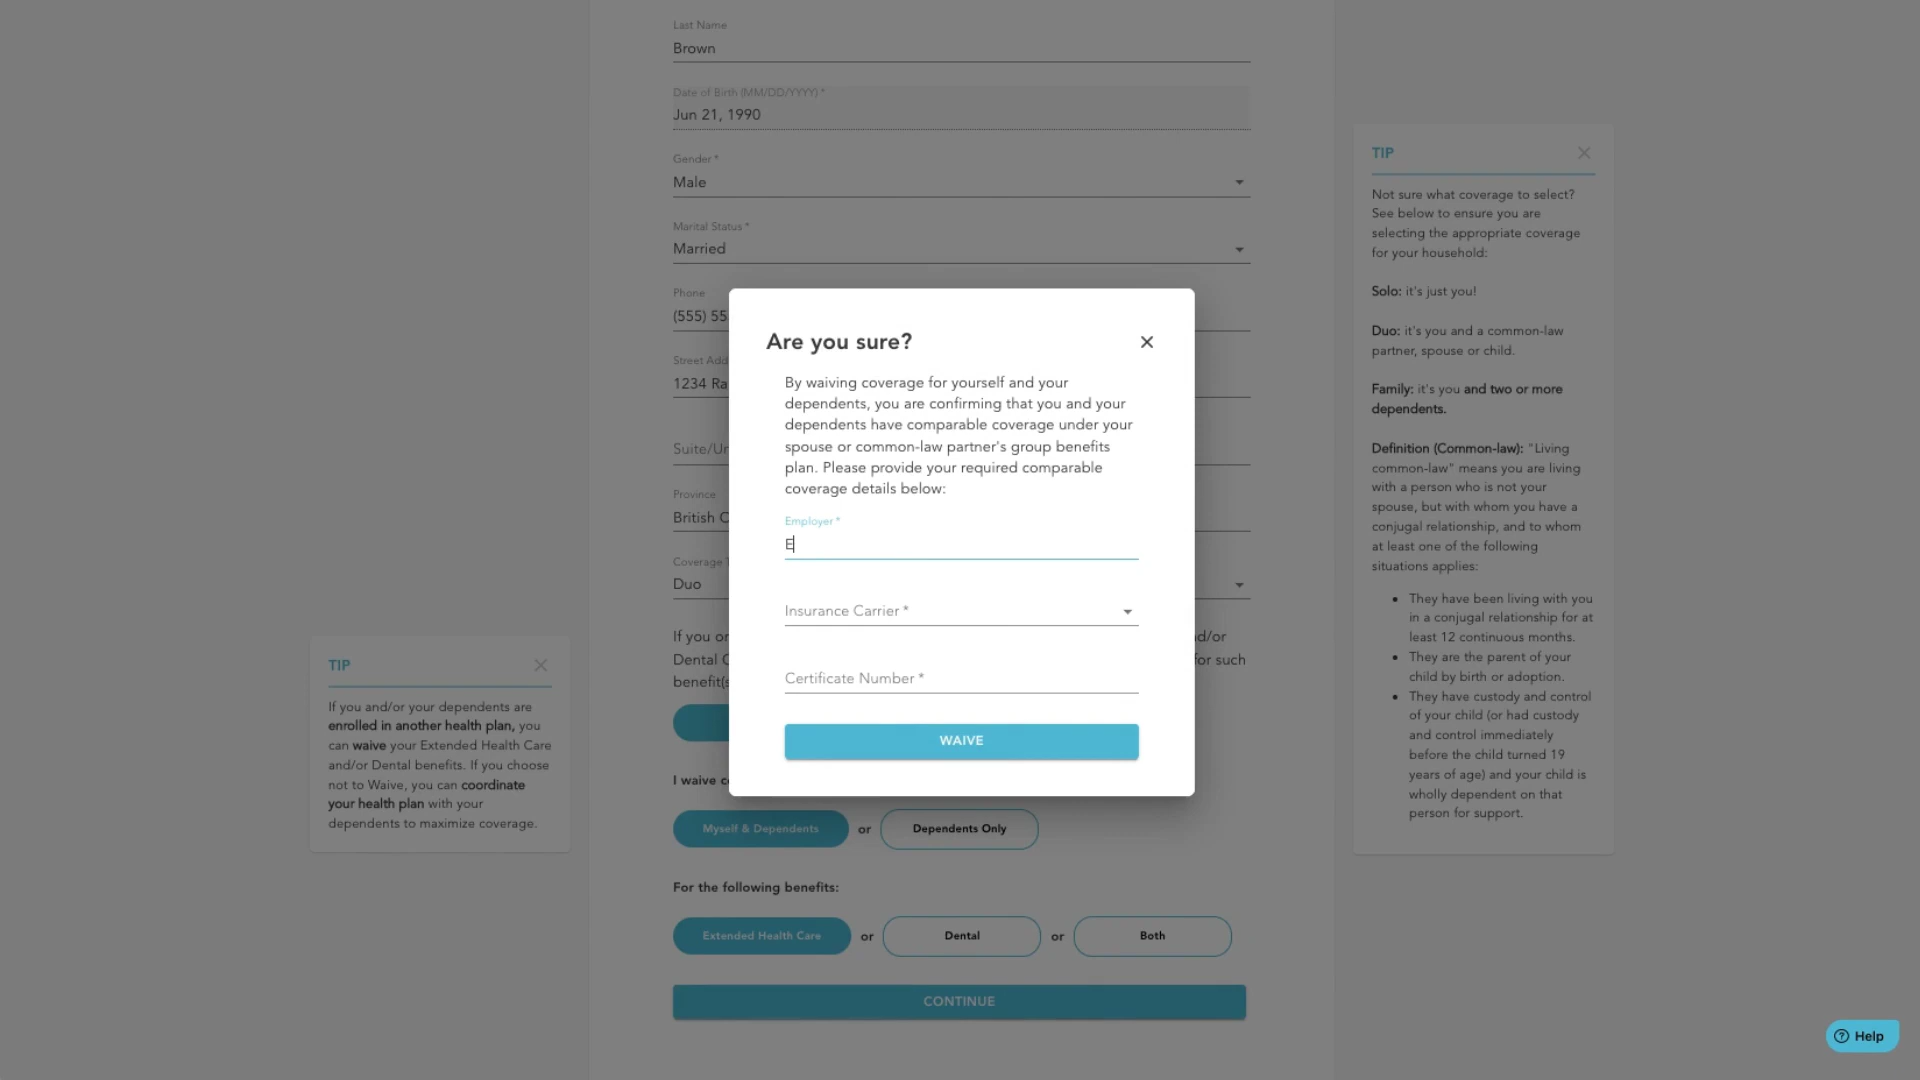 Last Name
Brown
Date of Birth (MM/DD/YYYY) *
Jun 21, 1990
Gender *
Male
Marital Status *
Married
Phone
(555) 55
Street Add
1234 Ra
Suite/Un
Province
British C
Coverage T
Duo
If you or
nd/or
Dental C
for such
benefit(s
I waive c
Myself & Dependents
or
Dependents Only
For the following benefits:
Extended Health Care
or
Dental
or
Both
CONTINUE
Are you sure?
By waiving coverage for yourself and your
dependents, you are confirming that you and your
dependents have comparable coverage under your
spouse or common-law partner's group benefits
plan. Please provide your required comparable
coverage details below:
Employer *
E
Insurance Carrier *
Certificate Number *
WAIVE
TIP
If you and/or your dependents are
enrolled in another health plan, you
can waive your Extended Health Care
and/or Dental benefits. If you choose
not to Waive, you can coordinate
your health plan with your
dependents to maximize coverage.
TIP
Not sure what coverage to select?
See below to ensure you are
selecting the appropriate coverage
for your household:
Solo: it's just you!
Duo: it's you and a common-law
partner, spouse or child.
Family: it's you and two or more
dependents.
Definition (Common-law): "Living
common-law" means you are living
with a person who is not your
spouse, but with whom you have a
conjugal relationship, and to whom
at least one of the following
situations applies:
• They have been living with you
in a conjugal relationship for at
least 12 continuous months.
• They are the parent of your
child by birth or adoption.
• They have custody and control
of your child (or had custody
and control immediately
before the child turned 19
years of age) and your child is
wholly dependent on that
person for support.
Help